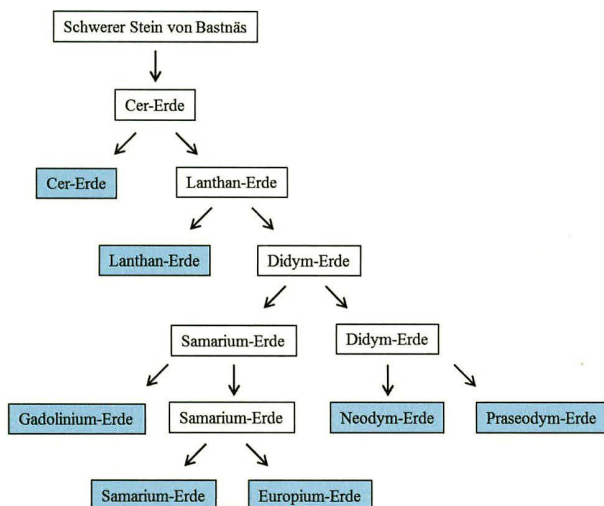 Schwerer Stein von Bastnäs
Cer-Erde
Cer-Erde
Lanthan-Erde
Lanthan-Erde
Didym-Erde
Samarium-Erde
Didym-Erde
Gadolinium-Erde
Samarium-Erde
Neodym-Erde
Praseodym-Erde
Samarium-Erde
Europium-Erde